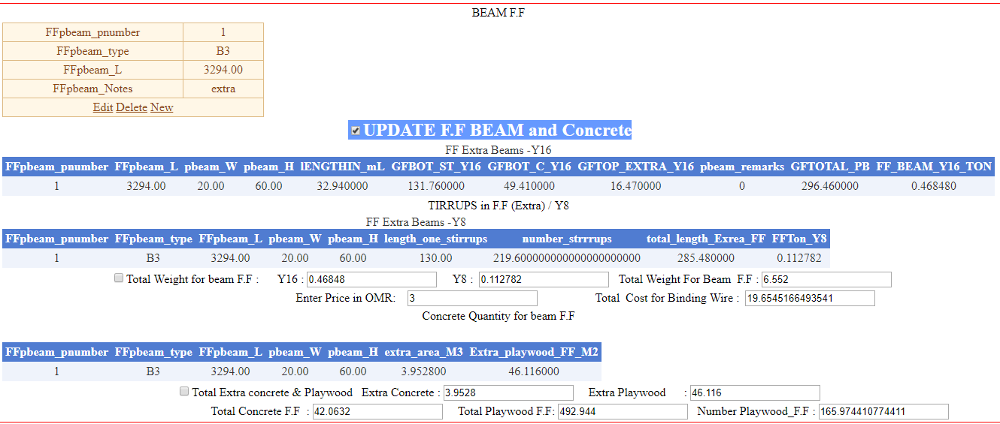 BEAM F.F
FFpbeam_pnumber 1
FFpbeam_type B3
FFpbeam_L 3294.00
FFpbeam_Notes extra
Edit Delete New
UPDATE F.F BEAM and Concrete
FF Extra Beams -Y16
FFpbeam_pnumber FFpbeam_L pbeam_W pbeam_H lENGTHIN_mL GFBOT_ST_Y16 GFBOT_C_Y16 GFTOP_EXTRA_Y16 pbeam_remarks GFTOTAL_PB FF_BEAM_Y16_TON
1 3294.00 20.00 60.00 32.940000 131.760000 49.410000 16.470000 0 296.460000 0.468480
TIRRUPS in F.F (Extra) / Y8
FF Extra Beams -Y8
FFpbeam_pnumber FFpbeam_type FFpbeam_L pbeam_W pbeam_H length_one_stirrups number_strrrups total_length_Exrea_FF FFTon_Y8
1 B3 3294.00 20.00 60.00 130.00 219.600000000000000000000 285.480000 0.112782
Total Weight for beam F.F : Y16 : 0.46848 Y8 : 0.112782 Total Weight For Beam F.F : 6.552
Enter Price in OMR: 3 Total Cost for Binding Wire : 19.6545166493541
Concrete Quantity for beam F.F
FFpbeam_pnumber FFpbeam_type FFpbeam_L pbeam_W pbeam_H extra_area_M3 Extra_playwood_FF_M2
1 B3 3294.00 20.00 60.00 3.952800 46.116000
Total Extra concrete & Playwood Extra Concrete : 3.9528 Extra Playwood : 46.116
Total Concrete F.F : 42.0632 Total Playwood F.F: 492.944 Number Playwood_F.F : 165.974410774411